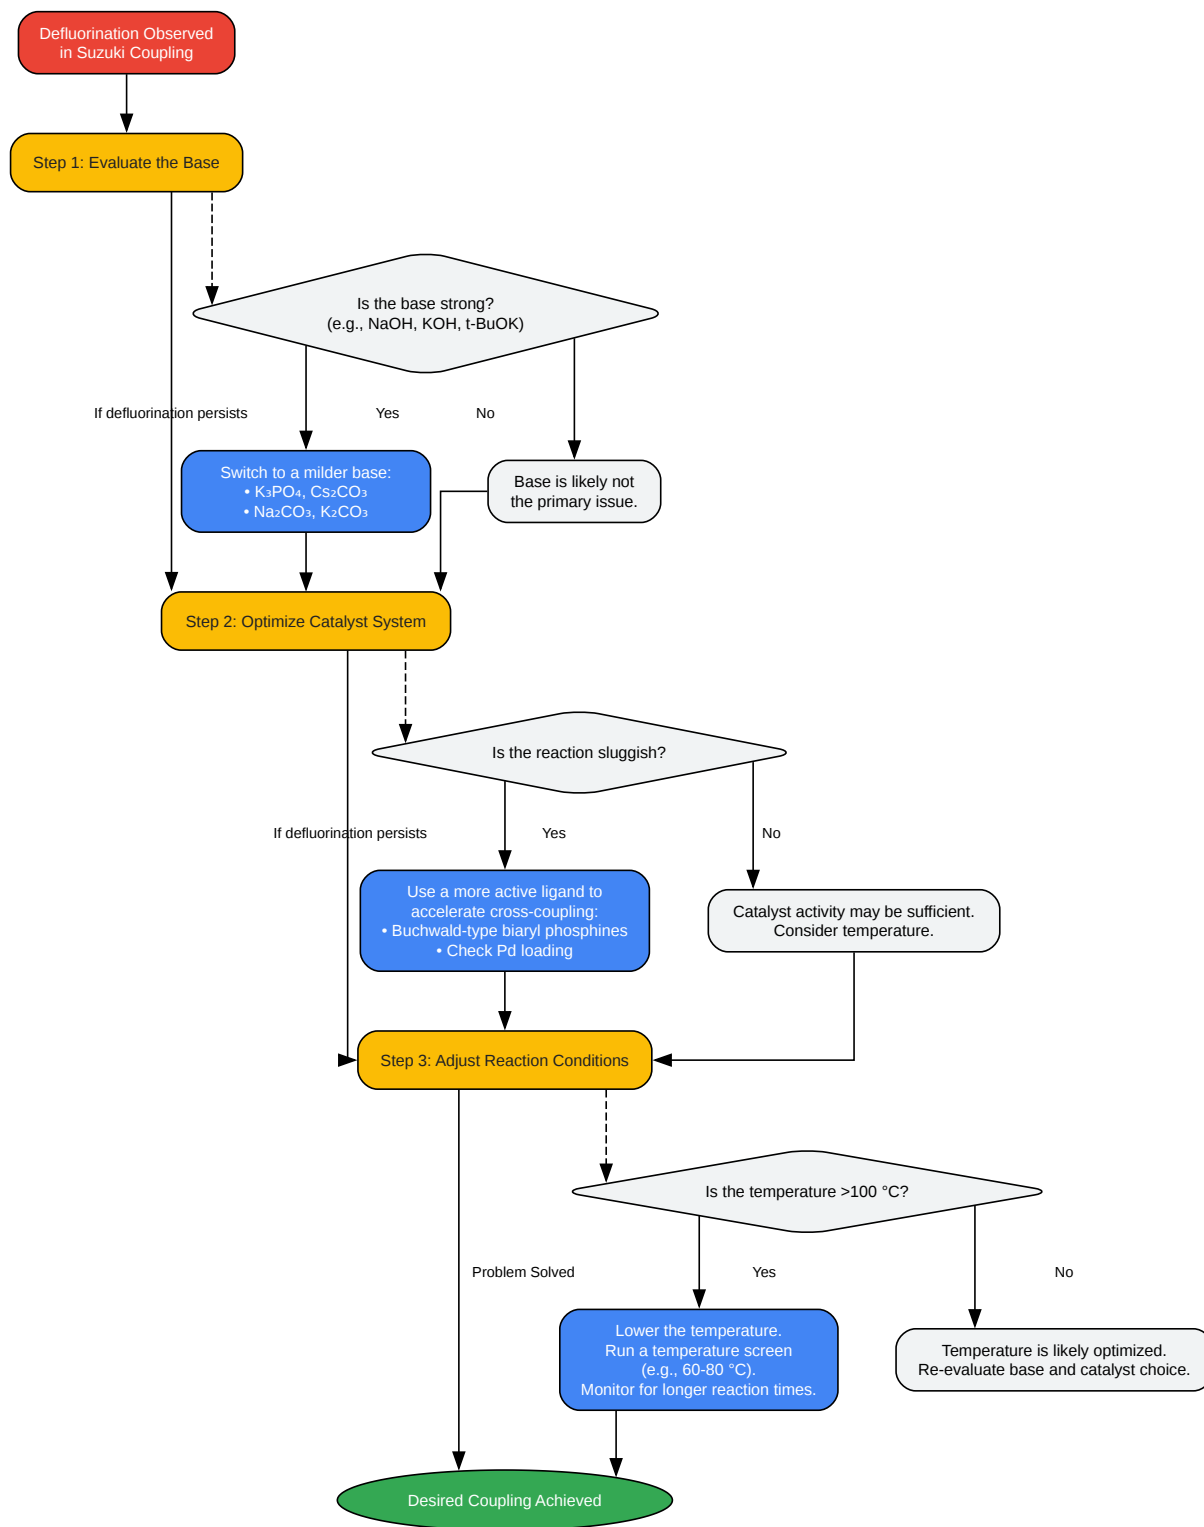 Defluorination Observed
in Suzuki Coupling
Step 1: Evaluate the Base
Is the base strong?
(e.g., NaOH, KOH, t-BuOK)
If defluorination persists
Yes
No
Switch to a milder base:
• K₃PO₄, Cs₂CO₃
• Na₂CO₃, K₂CO₃
Base is likely not
the primary issue.
Step 2: Optimize Catalyst System
Is the reaction sluggish?
If defluorination persists
Yes
No
Use a more active ligand to
accelerate cross-coupling:
• Buchwald-type biaryl phosphines
• Check Pd loading
Catalyst activity may be sufficient.
Consider temperature.
Step 3: Adjust Reaction Conditions
Is the temperature >100 °C?
Problem Solved
Yes
No
Lower the temperature.
Run a temperature screen
(e.g., 60-80 °C).
Monitor for longer reaction times.
Temperature is likely optimized.
Re-evaluate base and catalyst choice.
Desired Coupling Achieved